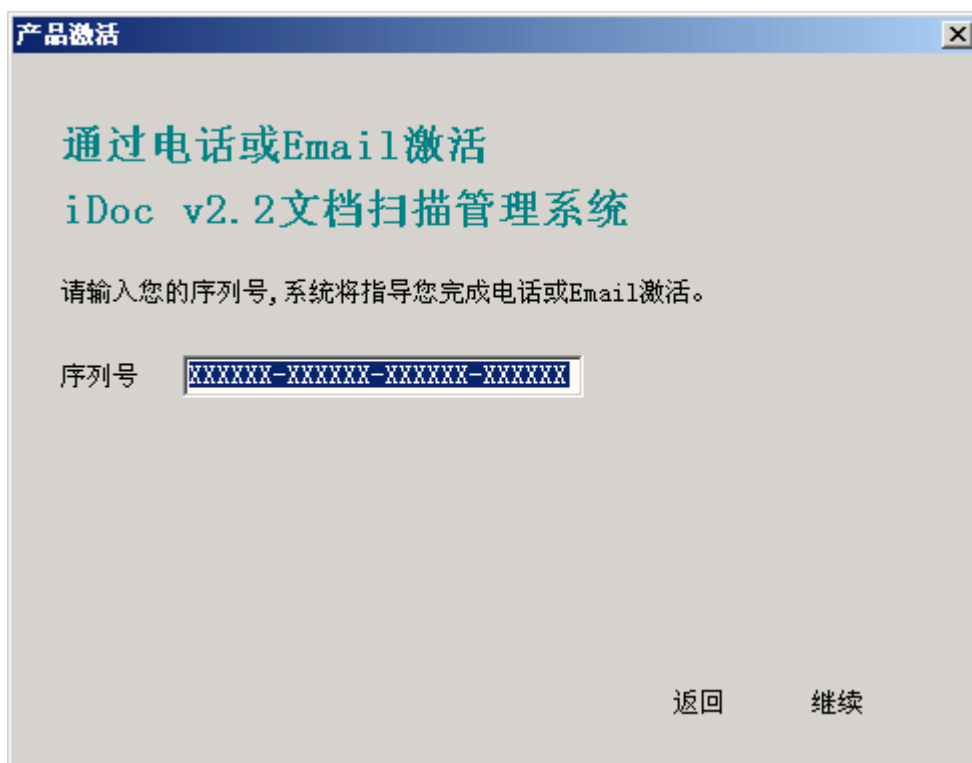 产品激活
通过电话或Email激活
iDoc v2.2文档扫描管理系统
请输入您的序列号,系统将指导您完成电话或Email激活。
序列号 XXXXXX-XXXXXX-XXXXXX-XXXXXX
返回 继续